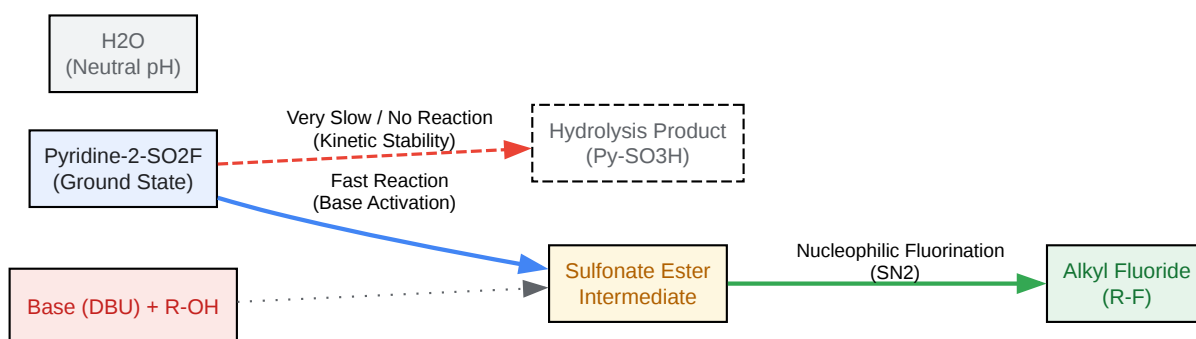 H2O
(Neutral pH)
Very Slow / No Reaction
(Kinetic Stability)
Hydrolysis Product
(Py-SO3H)
Pyridine-2-SO2F
(Ground State)
Fast Reaction
(Base Activation)
Nucleophilic Fluorination
(SN2)
Sulfonate Ester
Intermediate
Alkyl Fluoride
(R-F)
Base (DBU) + R-OH